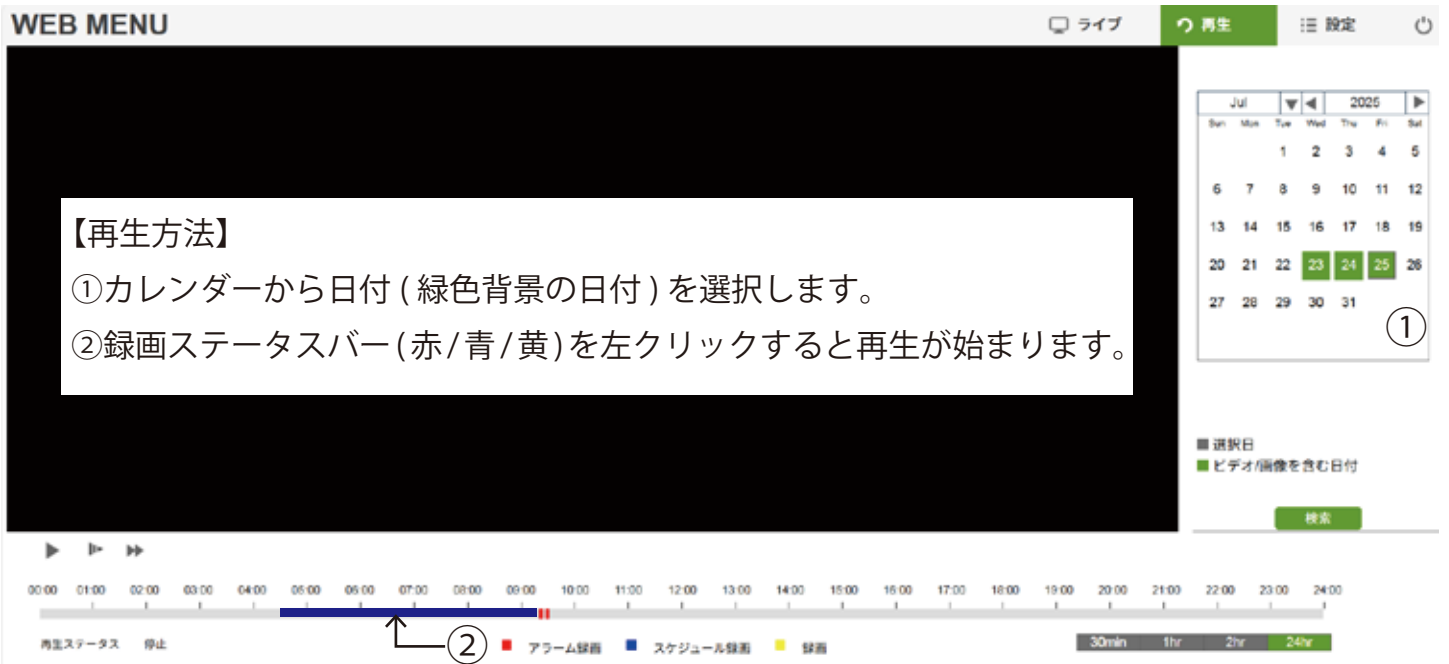 WEB MENU
ライブ
再生
設定
Jul
2025
Sun Mon Tue Wed Thu Fri Sat
1 2 3 4 5
6 7 8 9 10 11 12
13 14 15 16 17 18 19
20 21 22 23 24 25 26
27 28 29 30 31
①
【再生方法】
①カレンダーから日付(緑色背景の日付)を選択します。
②録画ステータスバー(赤/青/黄)を左クリックすると再生が始まります。
選択日
ビデオ/画像を含む日付
検索
00:00 01:00 02:00 03:00 04:00 05:00 06:00 07:00 08:00 09:00 10:00 11:00 12:00 13:00 14:00 15:00 16:00 17:00 18:00 19:00 20:00 21:00 22:00 23:00 24:00
再生ステータス 停止
②
アラーム録画 スケジュール録画 録画
30min 1hr 2hr 24hr